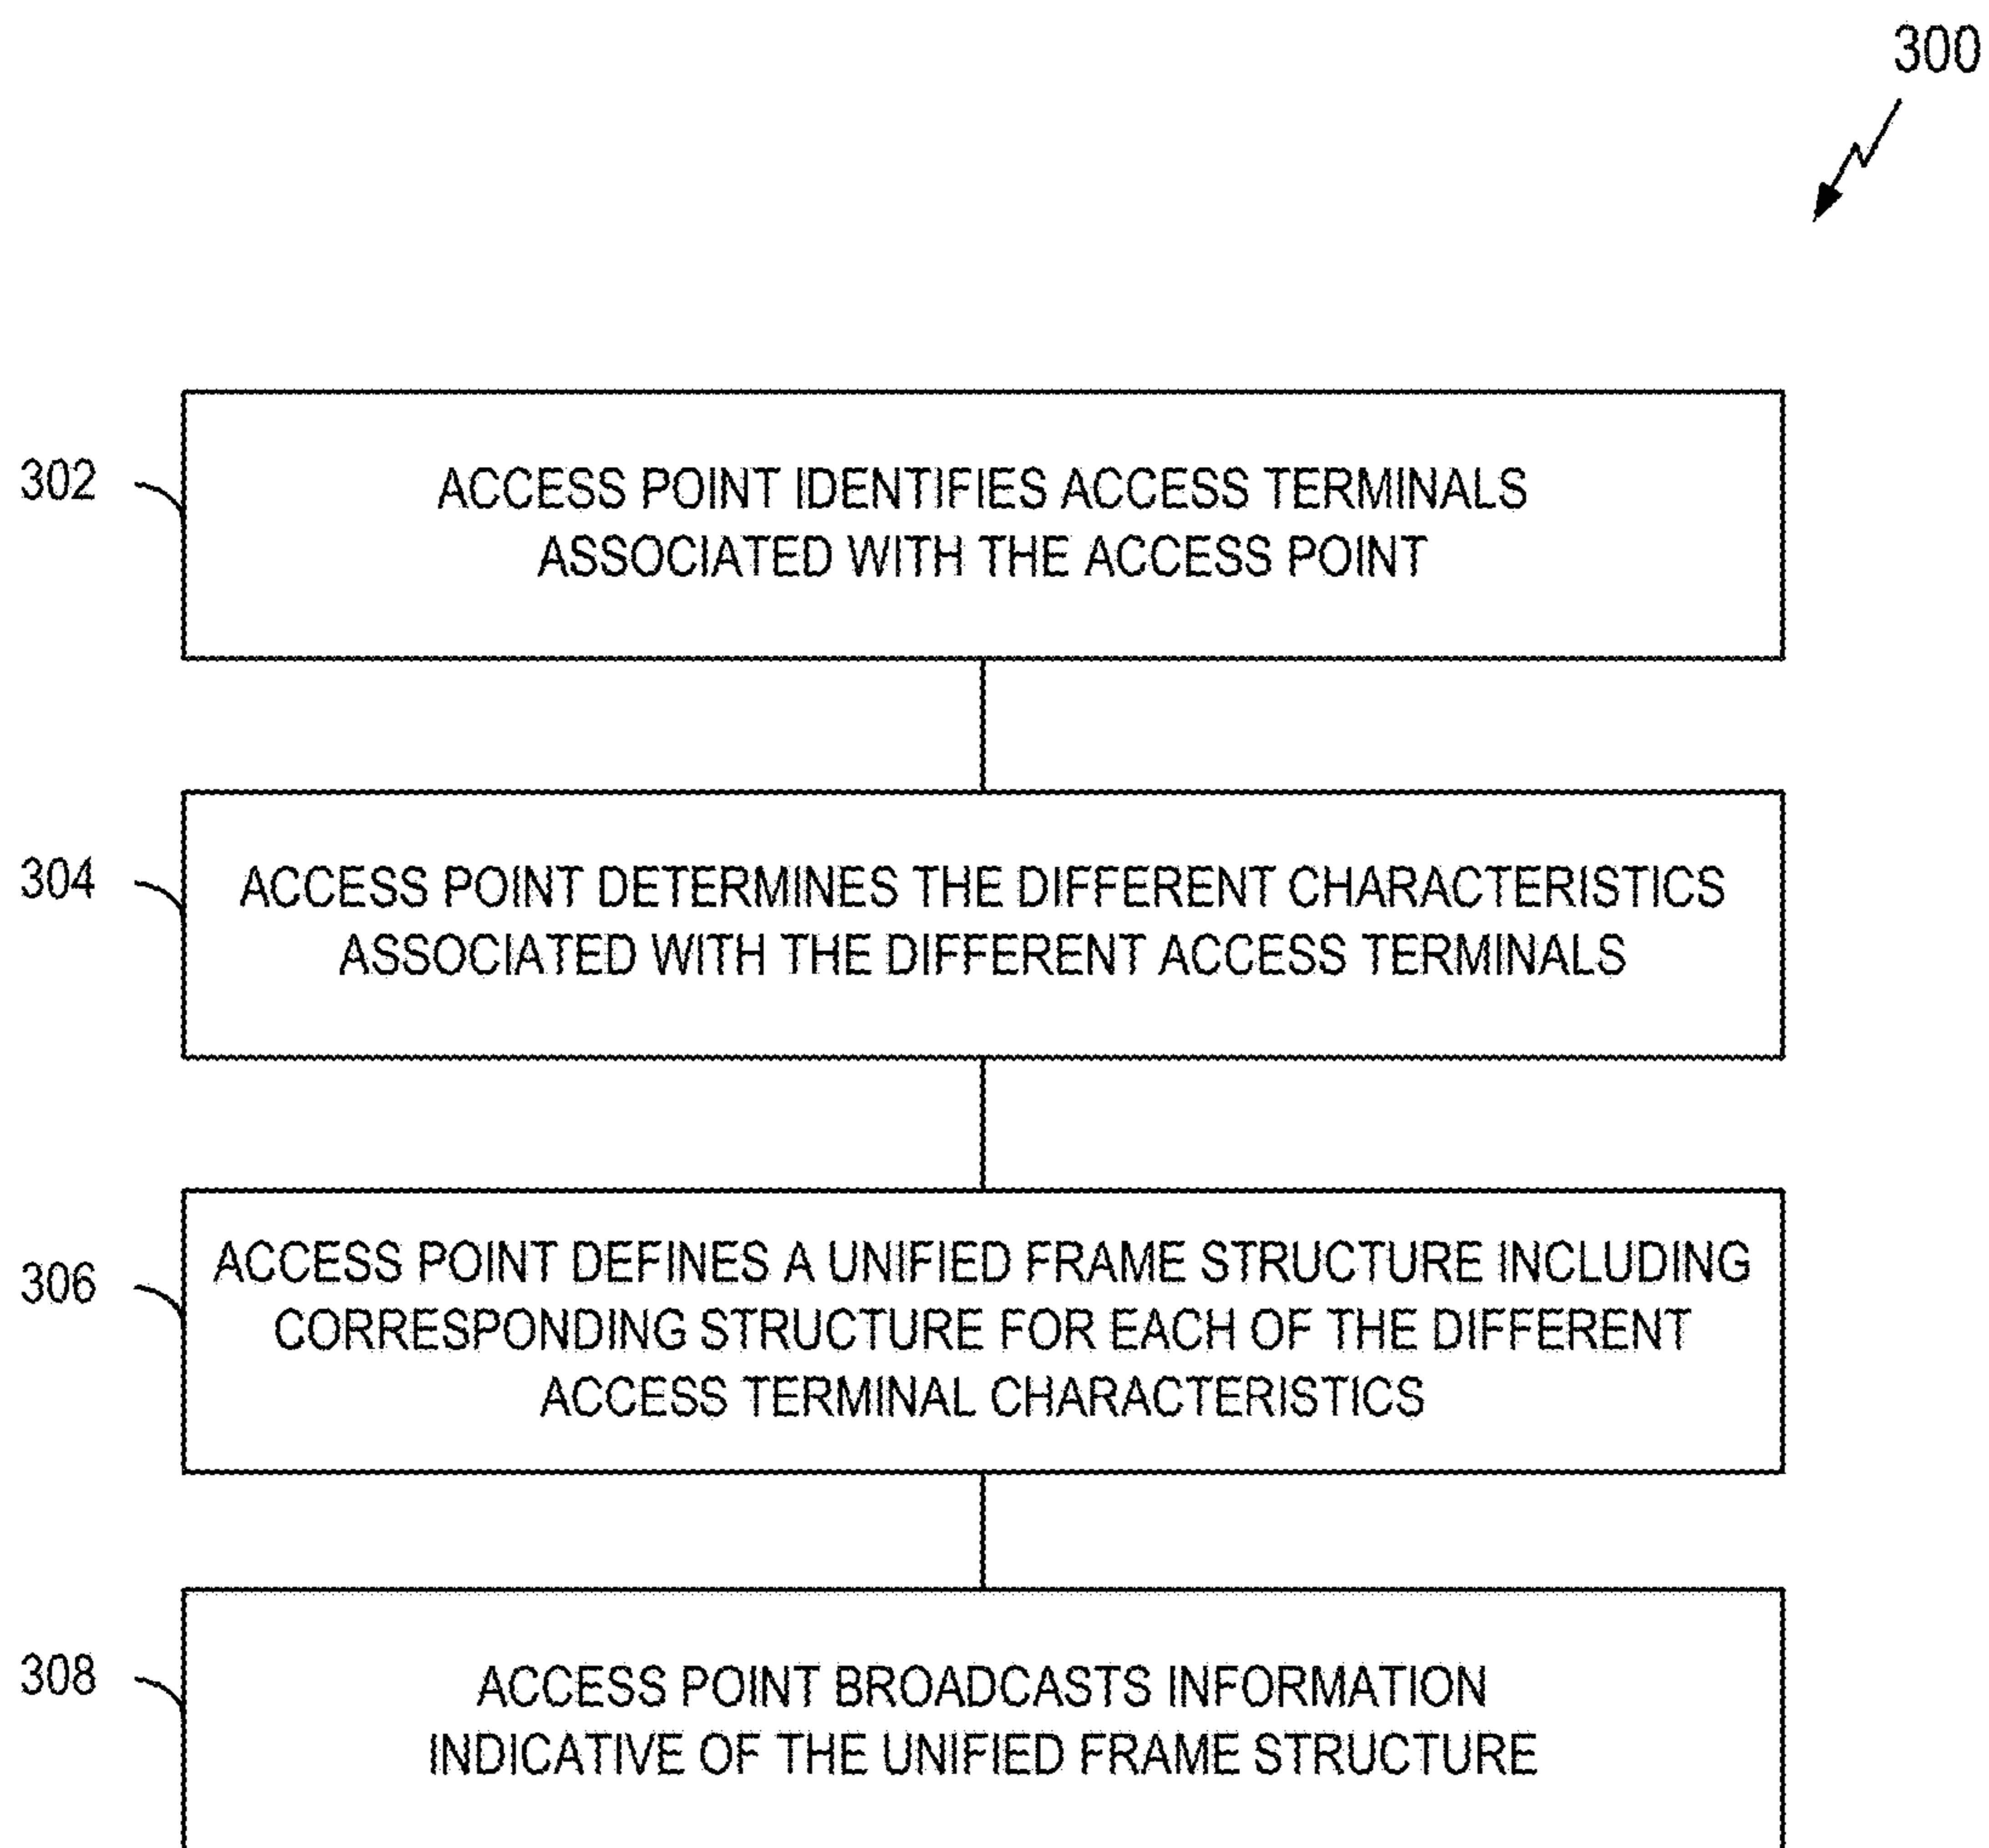 300
302
ACCESS POINT IDENTIFIES ACCESS TERMINALS
ASSOCIATED WITH THE ACCESS POINT
304
ACCESS POINT DETERMINES THE DIFFERENT CHARACTERISTICS
ASSOCIATED WITH THE DIFFERENT ACCESS TERMINALS
306
ACCESS POINT DEFINES A UNIFIED FRAME STRUCTURE INCLUDING
CORRESPONDING STRUCTURE FOR EACH OF THE DIFFERENT
ACCESS TERMINAL CHARACTERISTICS
308
ACCESS POINT BROADCASTS INFORMATION
INDICATIVE OF THE UNIFIED FRAME STRUCTURE